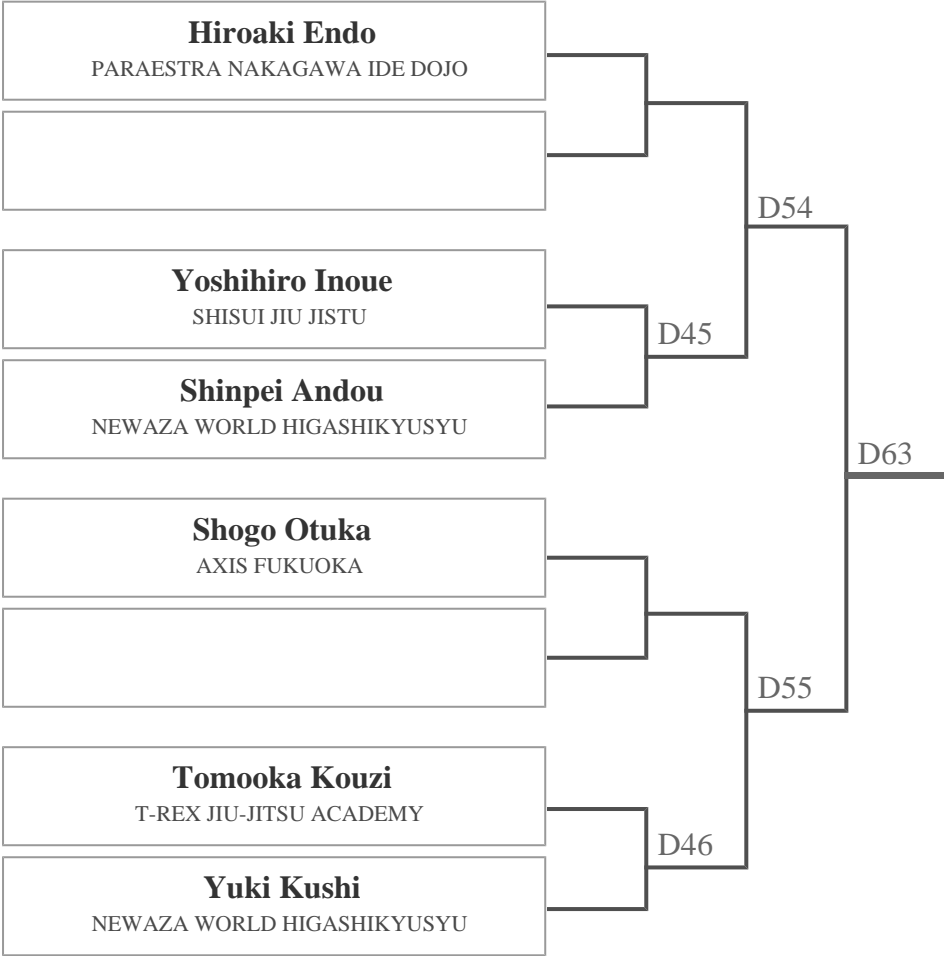 Hiroaki Endo
PARAESTRA NAKAGAWA IDE DOJO
D54
Yoshihiro Inoue
SHISUI JIU JISTU
D45
Shinpei Andou
NEWAZA WORLD HIGASHIKYUSYU
D63
Shogo Otuka
AXIS FUKUOKA
D55
Tomooka Kouzi
T-REX JIU-JITSU ACADEMY
D46
Yuki Kushi
NEWAZA WORLD HIGASHIKYUSYU